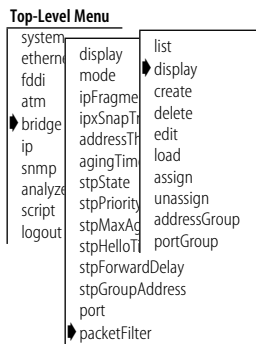 Top-Level Menu
system
etherne
fddi
atm
bridge
ip
snmp
analyze
script
logout
display
mode
ipFragme
ipxSnapTr
addressTh
agingTim
stpState
stpPriority
stpMaxAg
stpHelloTi
stpForwardDelay
stpGroupAddress
port
packetFilter
list
display
create
delete
edit
load
assign
unassign
addressGroup
portGroup